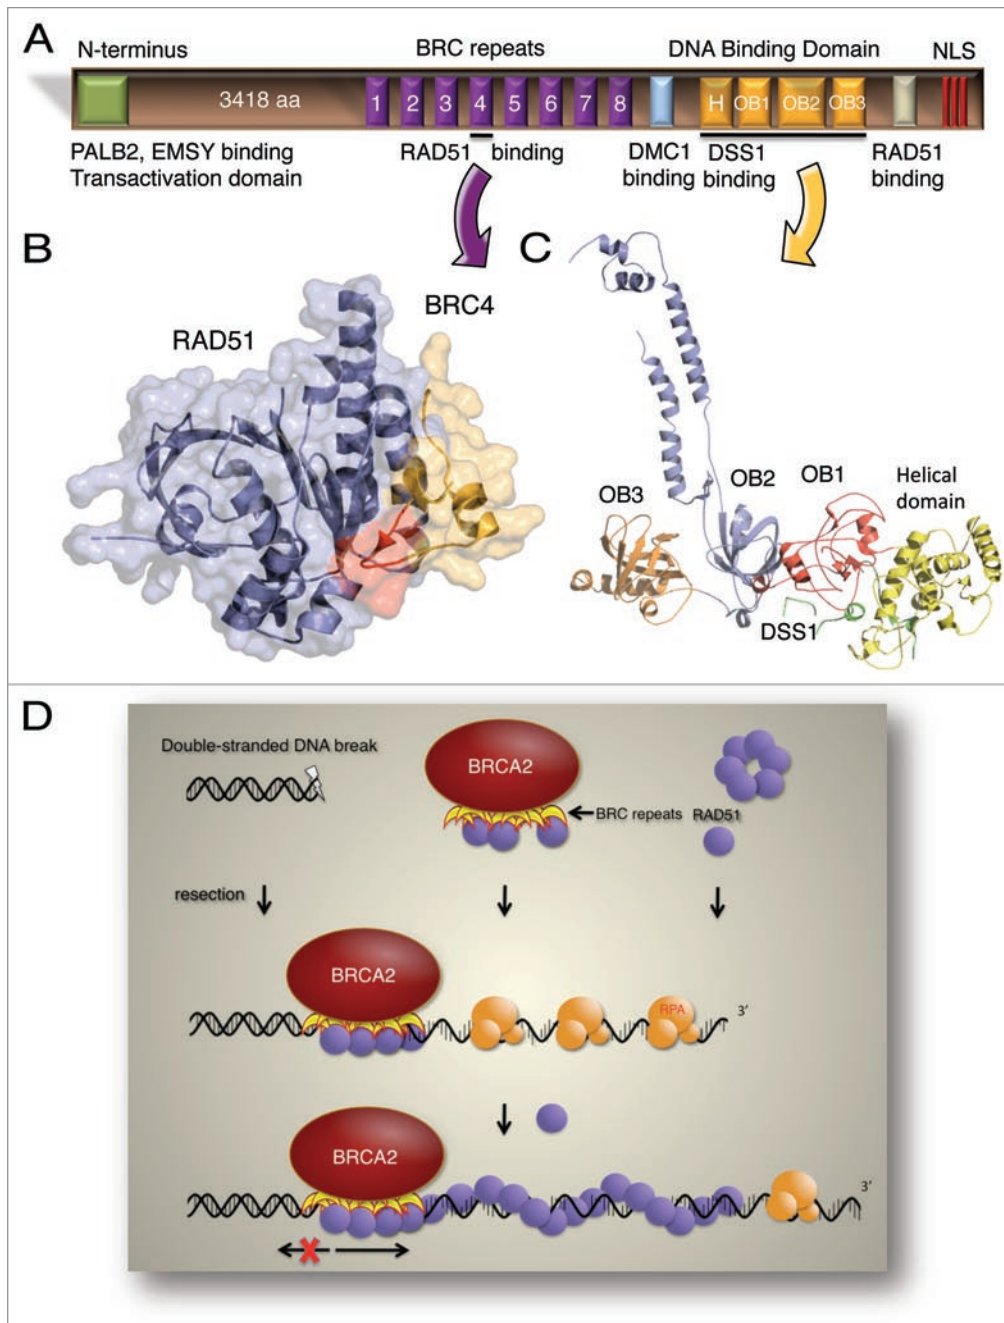 A
N-terminus
BRC repeats
DNA Binding Domain
NLS
3418 aa
1 2 3 4 5 6 7 8
H OB1 OB2 OB3
PALB2, EMSY binding
Transactivation domain
RAD51 binding
DMC1
binding
DSS1
binding
RAD51
binding
B
RAD51
BRC4
C
OB3
OB2
OB1
Helical
domain
DSS1
D
Double-stranded DNA break
BRCA2
BRC repeats
RAD51
resection
BRCA2
RPA
3'
BRCA2
3'